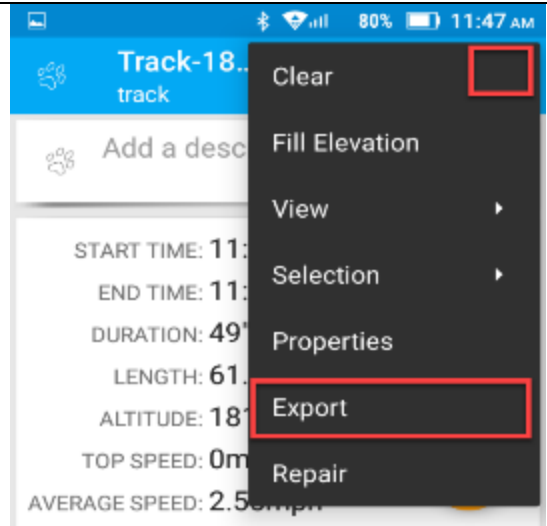 80% 11:47 AM
Track-18..
track
Add a desc
START TIME: 11:
END TIME: 11:
DURATION: 49'
LENGTH: 61.
ALTITUDE: 18
TOP SPEED: 0m
AVERAGE SPEED: 2.5
Clear
Fill Elevation
View
Selection
Properties
Export
Repair